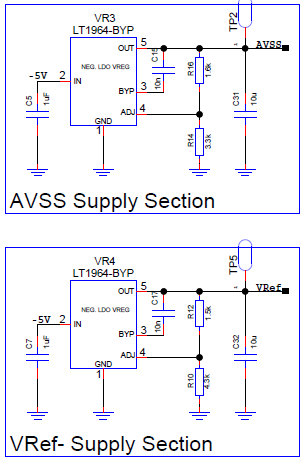 TP2
VR3
LT1964-BYP
OUT 5
AVSS
-5V 2 IN
NEG. LDO VREG
C15
10n
R16
1.6k
BYP 3
C5
1uF
ADJ 4
C31
10u
GND
1
R14
3.3k
AVSS Supply Section
TP5
VR4
LT1964-BYP
OUT 5
VRef-
-5V 2 IN
NEG. LDO VREG
C17
10n
R12
1.5k
BYP 3
C7
1uF
ADJ 4
C32
10u
GND
1
R10
4.3k
VRef- Supply Section